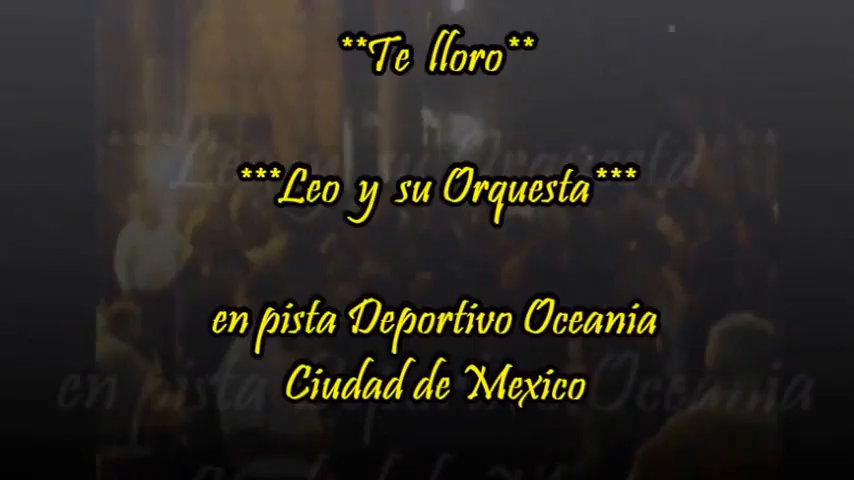 **Te lloro**
***Leo y su Orquesta***
en pista Deportivo Oceania
Ciudad de Mexico